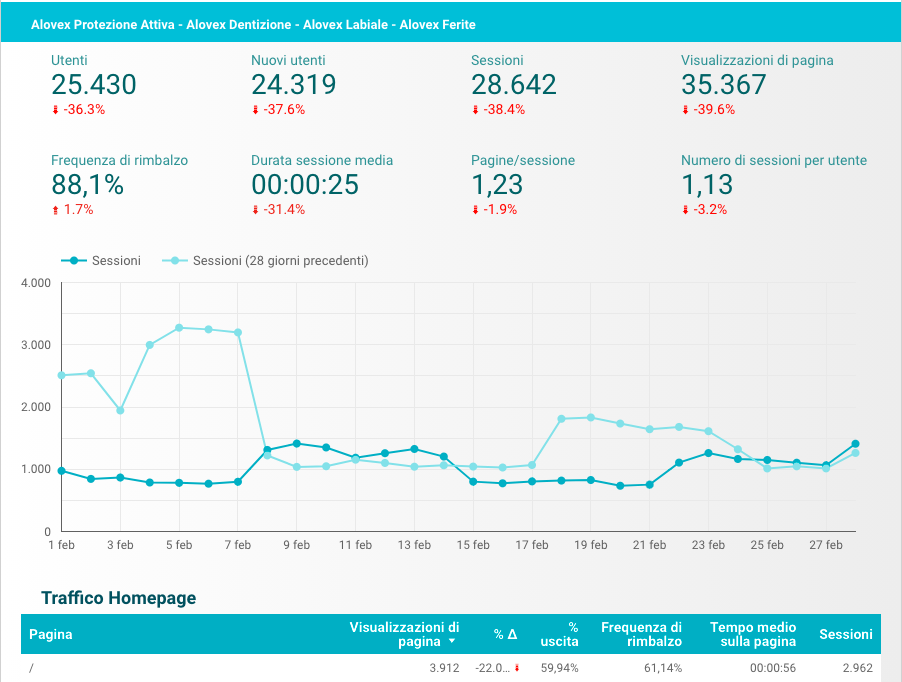 Alovex Protezione Attiva - Alovex Dentizione - Alovex Labiale - Alovex Ferite
Utenti Nuovi utenti Sessioni Visualizzazioni di pagina
25.430 24.319 28.642 35.367
-36.3% -37.6% -38.4% -39.6%
Frequenza di rimbalzo Durata sessione media Pagine/sessione Numero di sessioni per utente
88,1% 00:00:25 1,23 1,13
1.7% -31.4% -1.9% -3.2%
Sessioni Sessioni (28 giorni precedenti)
4.000
3.000
2.000
1.000
0
1 feb 3 feb 5 feb 7 feb 9 feb 11 feb 13 feb 15 feb 17 feb 19 feb 21 feb 23 feb 25 feb 27 feb
Traffico Homepage
Visualizzazioni di % Frequenza di Tempo medio
Pagina pagina % Δ uscita rimbalzo sulla pagina Sessioni
/ 3.912 -22.0... 59,94% 61,14% 00:00:56 2.962